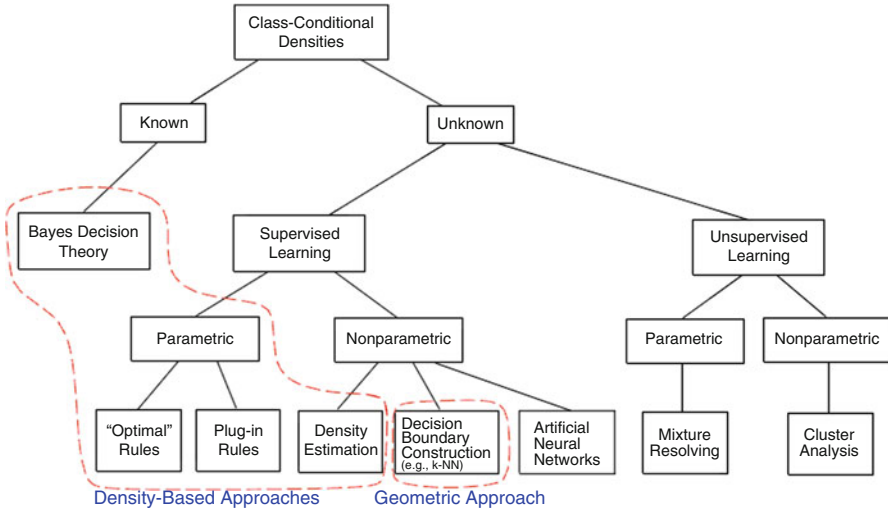 Class-Conditional
Densities
Known
Unknown
Bayes Decision
Theory
Supervised
Learning
Unsupervised
Learning
Parametric
Nonparametric
Parametric
Nonparametric
“Optimal”
Rules
Plug-in
Rules
Density
Estimation
Decision
Boundary
Construction
(e.g., k-NN)
Artificial
Neural
Networks
Mixture
Resolving
Cluster
Analysis
Density-Based Approaches
Geometric Approach